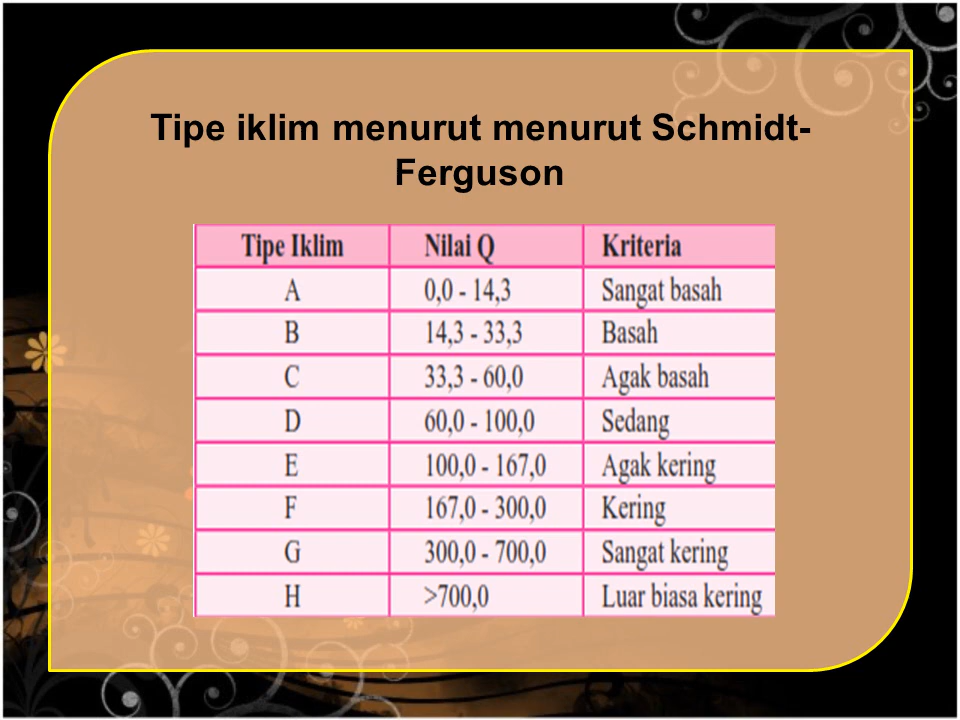 Tipe iklim menurut menurut Schmidt-
Ferguson
Tipe Iklim Nilai Q Kriteria
A 0,0 - 14,3 Sangat basah
B 14,3 - 33,3 Basah
C 33,3 - 60,0 Agak basah
D 60,0 - 100,0 Sedang
E 100,0 - 167,0 Agak kering
F 167,0 - 300,0 Kering
G 300,0 - 700,0 Sangat kering
H >700,0 Luar biasa kering